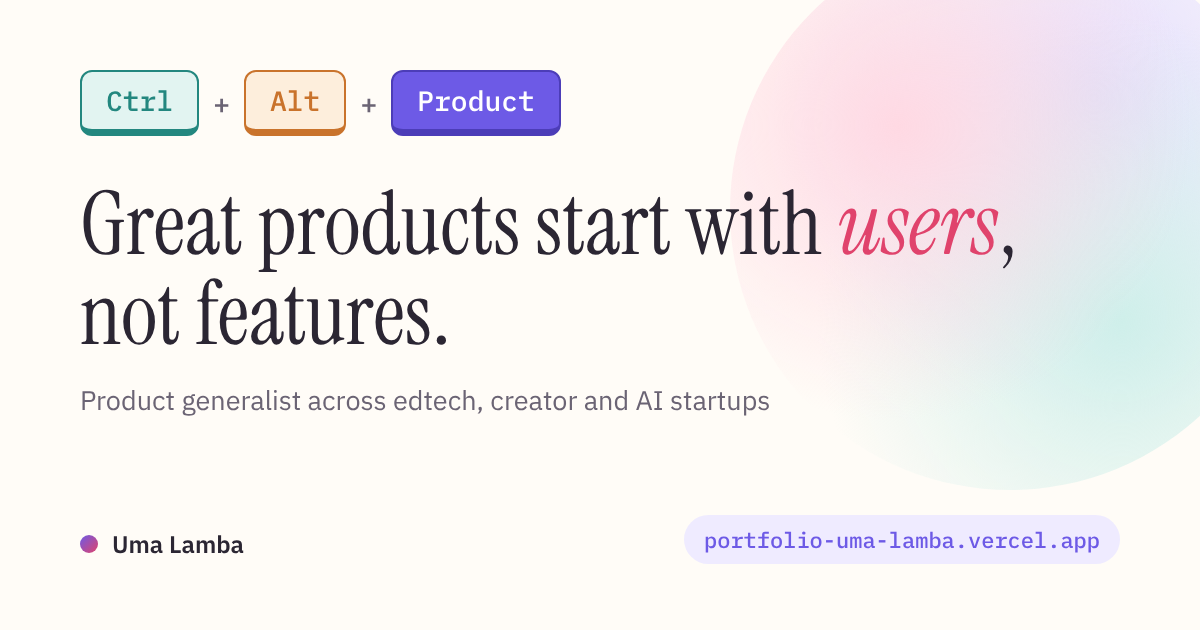 Ctrl + Alt + Product
Great products start with users,
not features.
Product generalist across edtech, creator and AI startups
Uma Lamba
portfolio-uma-lamba.vercel.app